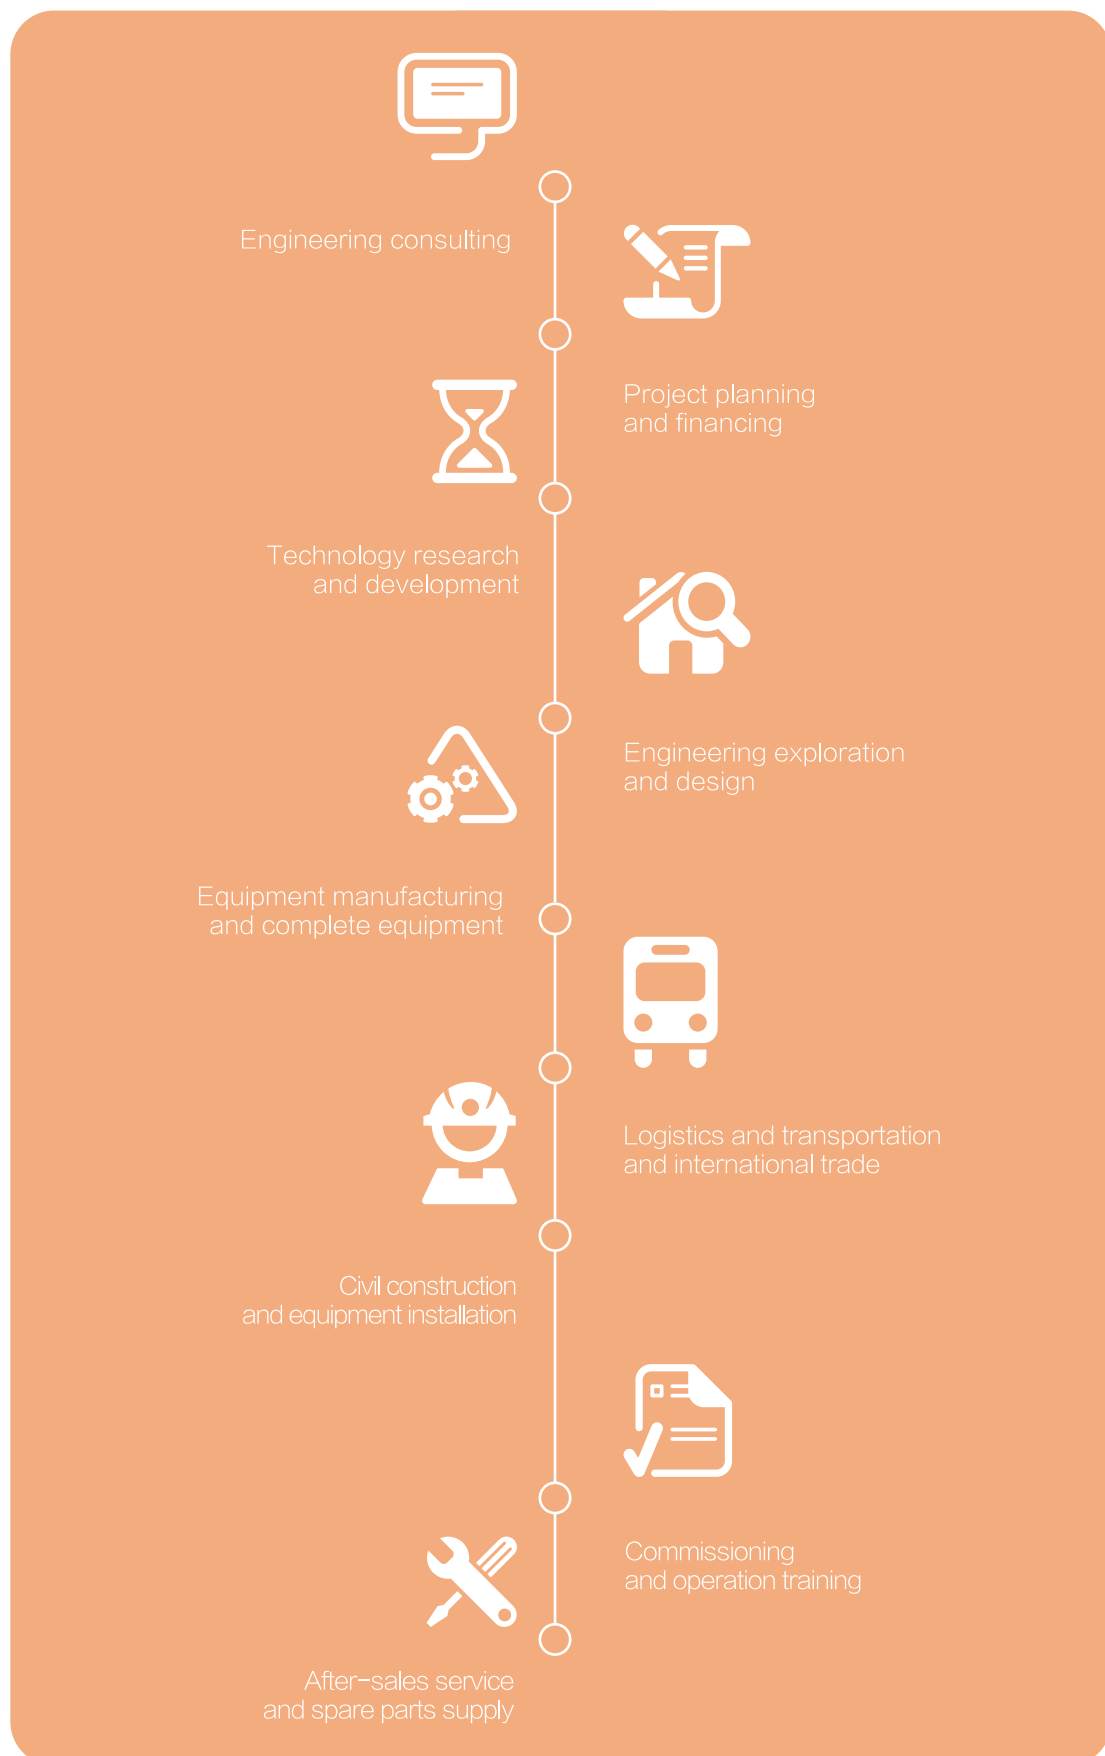 Engineering consulting
Project planning
and financing
Technology research
and development
Engineering exploration
and design
Equipment manufacturing
and complete equipment
Logistics and transportation
and international trade
Civil construction
and equipment installation
Commissioning
and operation training
After-sales service
and spare parts supply